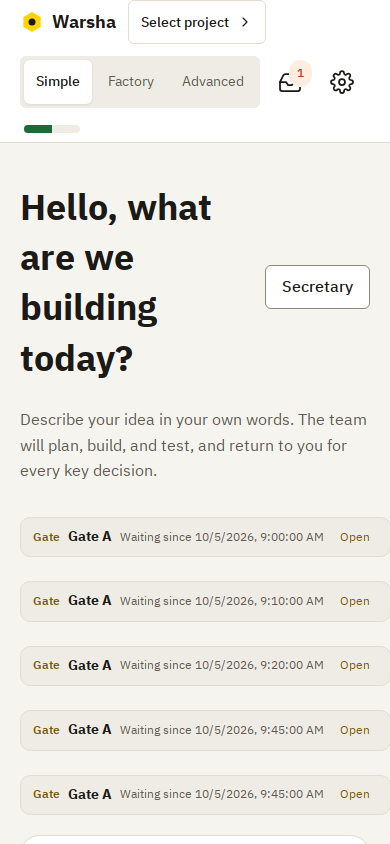 Warsha
Select project
Simple Factory Advanced
1
Hello, what
are we
building
today?
Secretary
Describe your idea in your own words. The team
will plan, build, and test, and return to you for
every key decision.
Gate Gate A Waiting since 10/5/2026, 9:00:00 AM Open
Gate Gate A Waiting since 10/5/2026, 9:10:00 AM Open
Gate Gate A Waiting since 10/5/2026, 9:20:00 AM Open
Gate Gate A Waiting since 10/5/2026, 9:45:00 AM Open
Gate Gate A Waiting since 10/5/2026, 9:45:00 AM Open